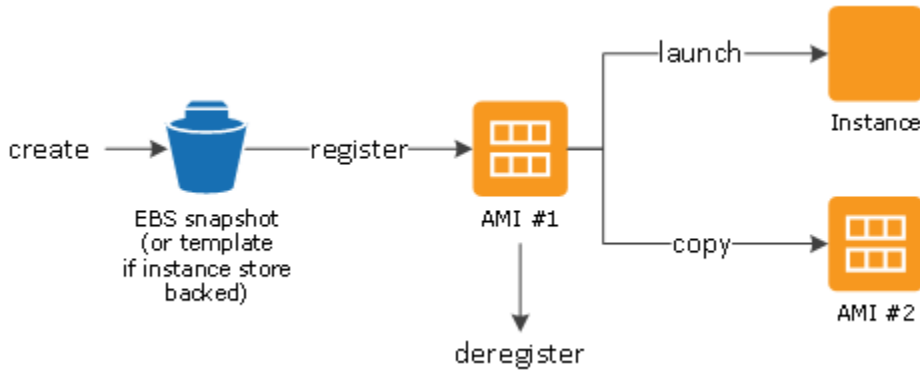 launch
Instance
create
register
EBS snapshot
(or template
if instance store
backed)
AMI #1
copy
AMI #2
deregister